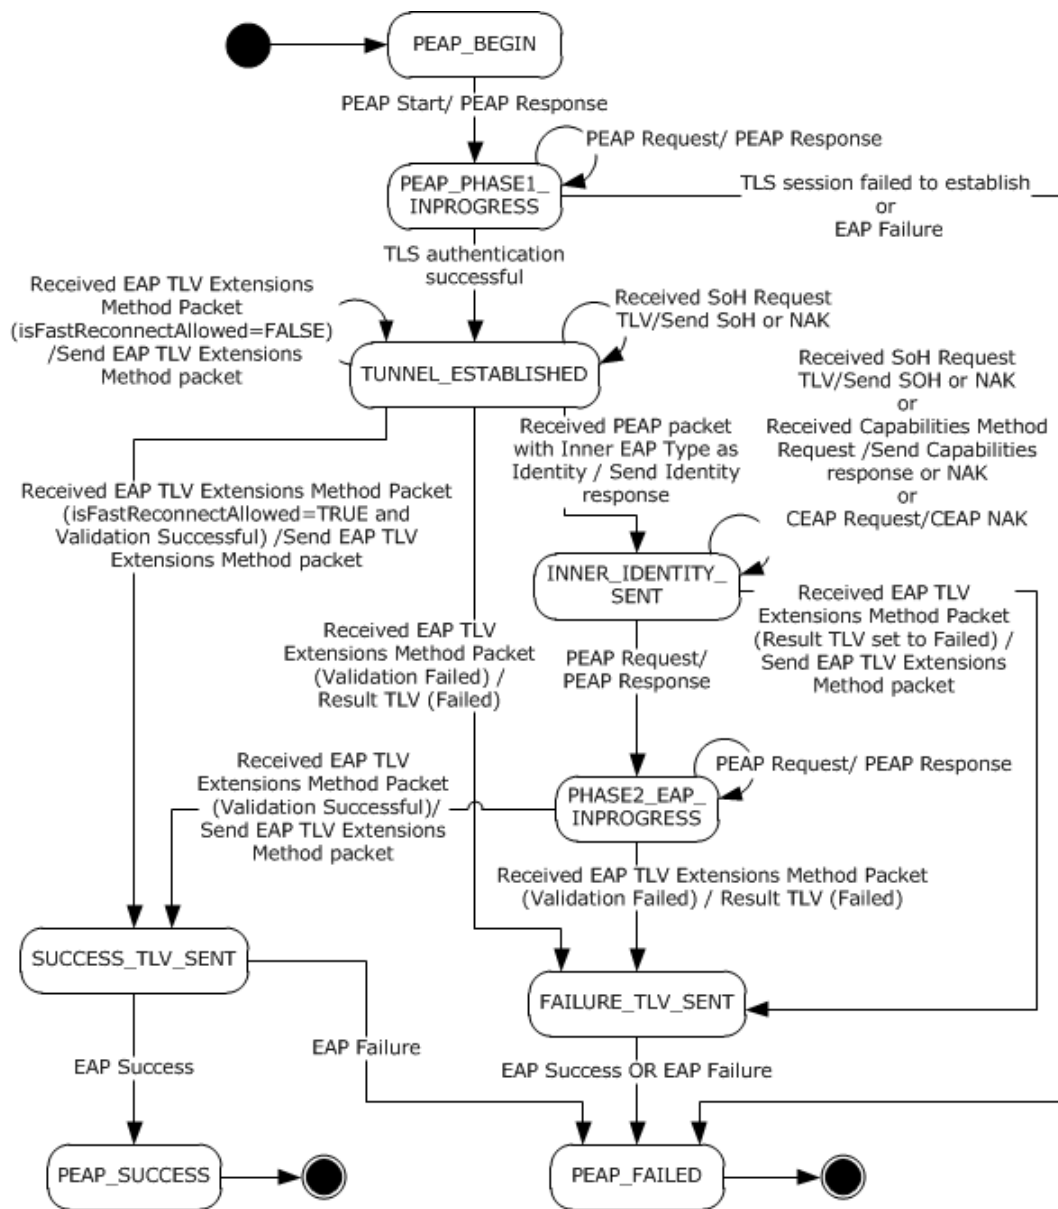 PEAP_BEGIN
PEAP Start/ PEAP Response
PEAP Request/ PEAP Response
PEAP_PHASE1_
INPROGRESS
TLS session failed to establish
or
EAP Failure
TLS authentication
successful
Received EAP TLV Extensions
Method Packet
(isFastReconnectAllowed=FALSE)
/Send EAP TLV Extensions
Method packet
Received SoH Request
TLV/Send SoH or NAK
TUNNEL_ESTABLISHED
Received SoH Request
TLV/Send SOH or NAK
or
Received Capabilities Method
Request /Send Capabilities
response or NAK
or
CEAP Request/CEAP NAK
Received PEAP packet
with Inner EAP Type as
Identity / Send Identity
response
Received EAP TLV Extensions Method Packet
(isFastReconnectAllowed=TRUE and
Validation Successful) /Send EAP TLV
Extensions Method packet
INNER_IDENTITY_
SENT
Received EAP TLV
Extensions Method Packet
(Result TLV set to Failed) /
Send EAP TLV Extensions
Method packet
Received EAP TLV
Extensions Method Packet
(Validation Failed) /
Result TLV (Failed)
PEAP Request/
PEAP Response
Received EAP TLV
Extensions Method Packet
(Validation Successful)/
Send EAP TLV Extensions
Method packet
PEAP Request/ PEAP Response
PHASE2_EAP_
INPROGRESS
Received EAP TLV Extensions Method Packet
(Validation Failed) / Result TLV (Failed)
SUCCESS_TLV_SENT
FAILURE_TLV_SENT
EAP Success
EAP Failure
EAP Success OR EAP Failure
PEAP_SUCCESS
PEAP_FAILED